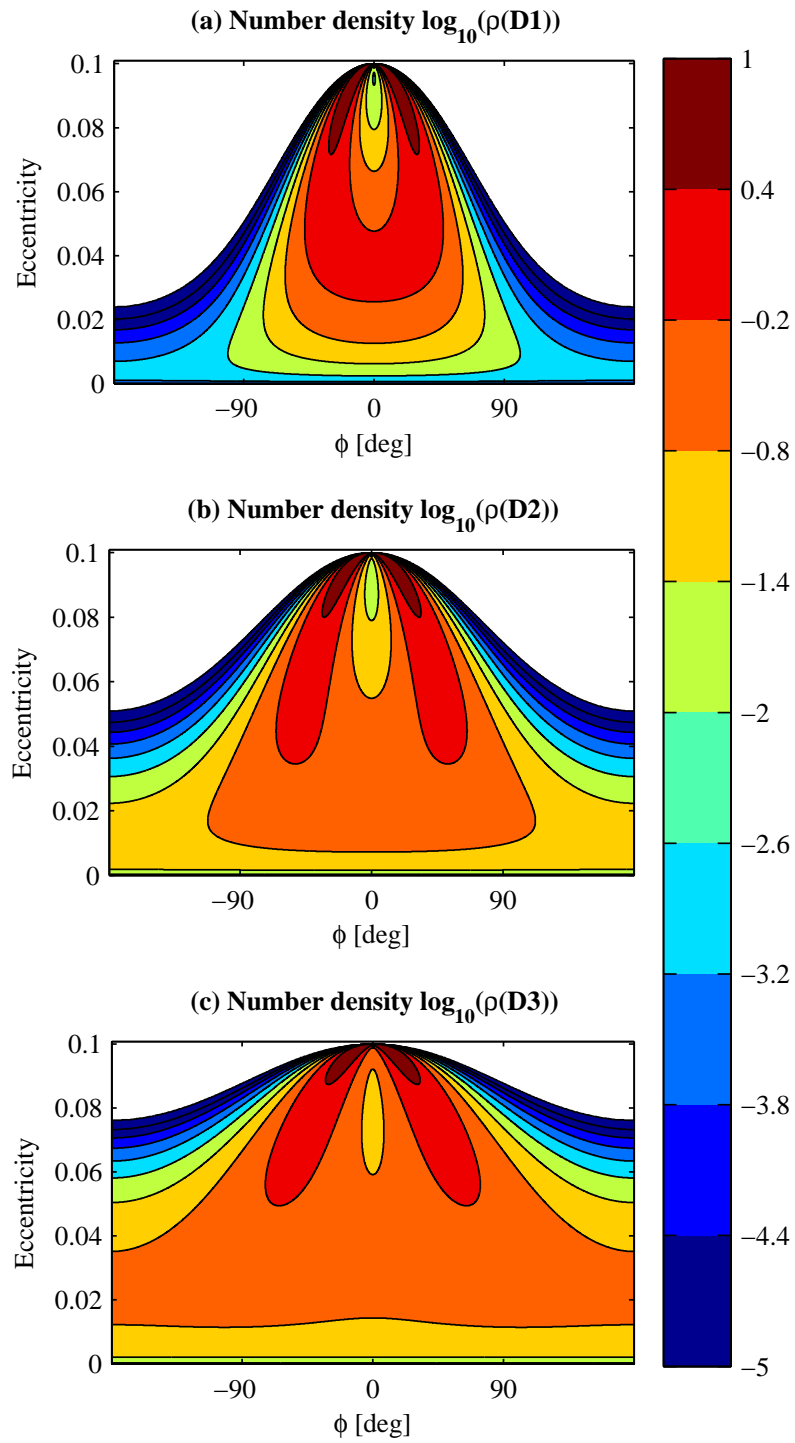 (a) Number density log10(ρ(D1))
0.1
0.08
0.06
0.04
0.02
0
Eccentricity
−90 0 90
ϕ [deg]
(b) Number density log10(ρ(D2))
0.1
0.08
0.06
0.04
0.02
0
Eccentricity
−90 0 90
ϕ [deg]
(c) Number density log10(ρ(D3))
0.1
0.08
0.06
0.04
0.02
0
Eccentricity
−90 0 90
ϕ [deg]
1
0.4
−0.2
−0.8
−1.4
−2
−2.6
−3.2
−3.8
−4.4
−5